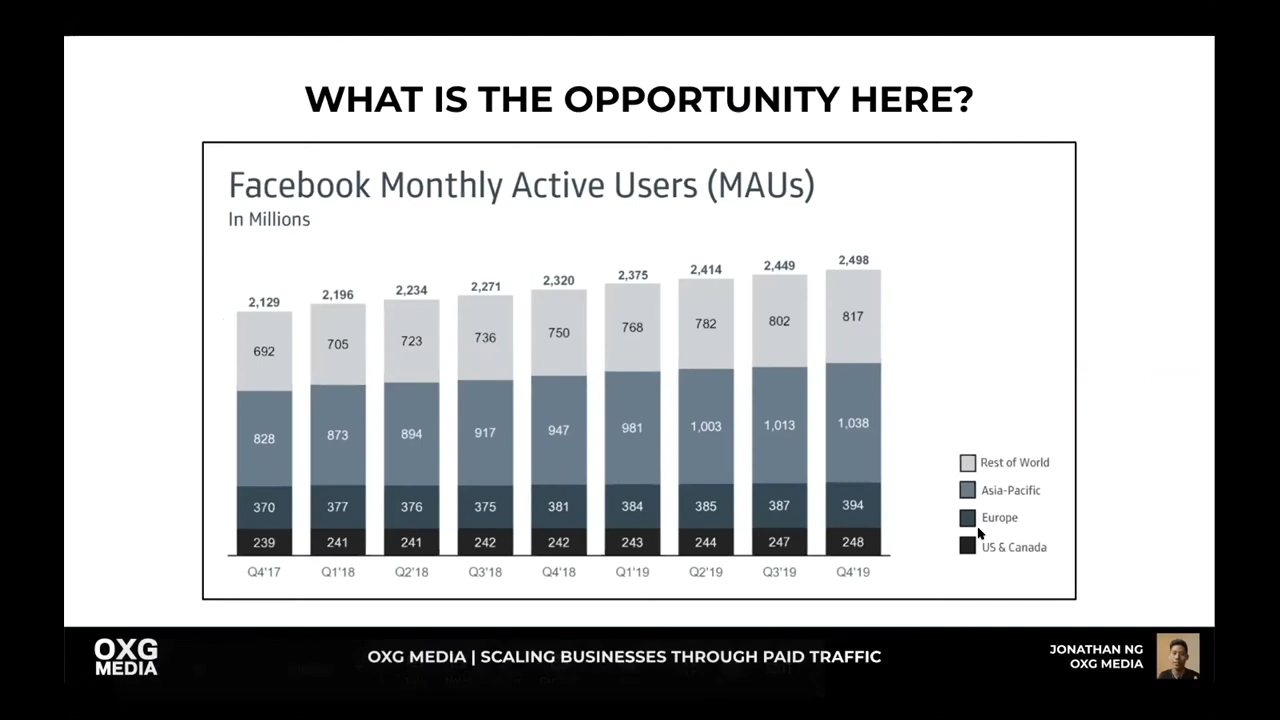 WHAT IS THE OPPORTUNITY HERE?
Facebook Monthly Active Users (MAUs)
In Millions
2,129 2,196 2,234 2,271 2,320 2,375 2,414 2,449 2,498
692 705 723 736 750 768 782 802 817
828 873 894 917 947 981 1,003 1,013 1,038
370 377 376 375 381 384 385 387 394
239 241 241 242 242 243 244 247 248
Q4'17 Q1'18 Q2'18 Q3'18 Q4'18 Q1'19 Q2'19 Q3'19 Q4'19
Rest of World
Asia-Pacific
Europe
US & Canada
OXG
MEDIA
OXG MEDIA | SCALING BUSINESSES THROUGH PAID TRAFFIC
JONATHAN NG
OXG MEDIA